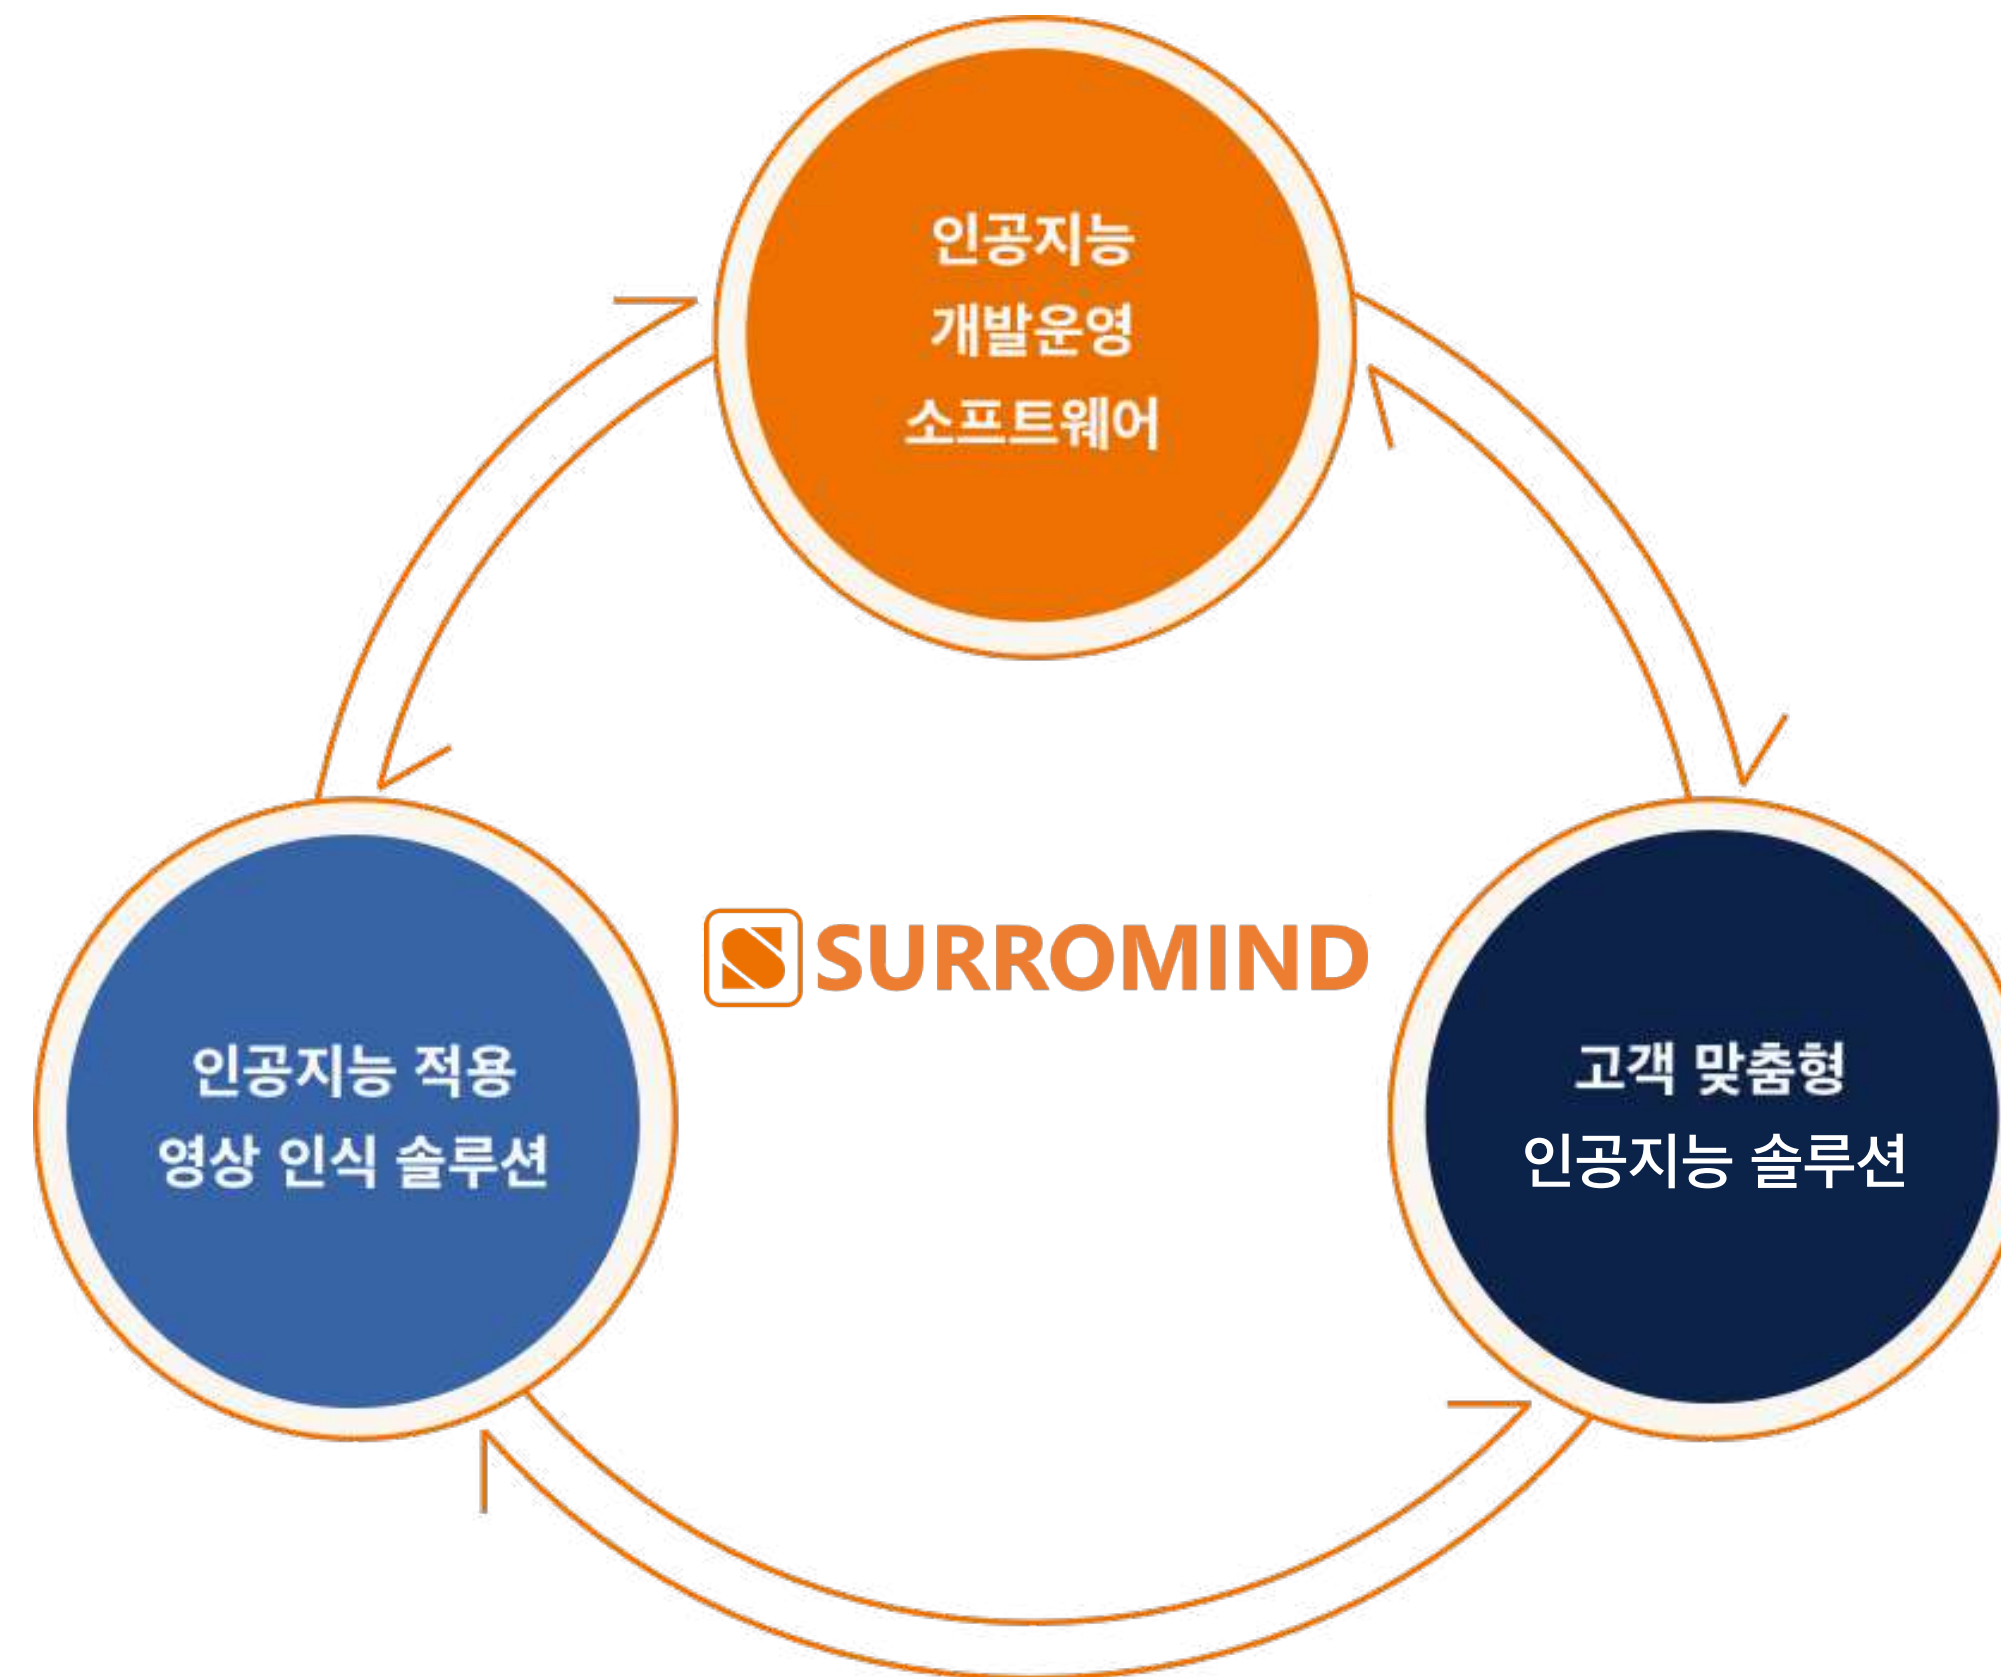 인공지능
개발운영
소프트웨어
SURROMIND
인공지능 적용
영상 인식 솔루션
고객 맞춤형
인공지능 솔루션